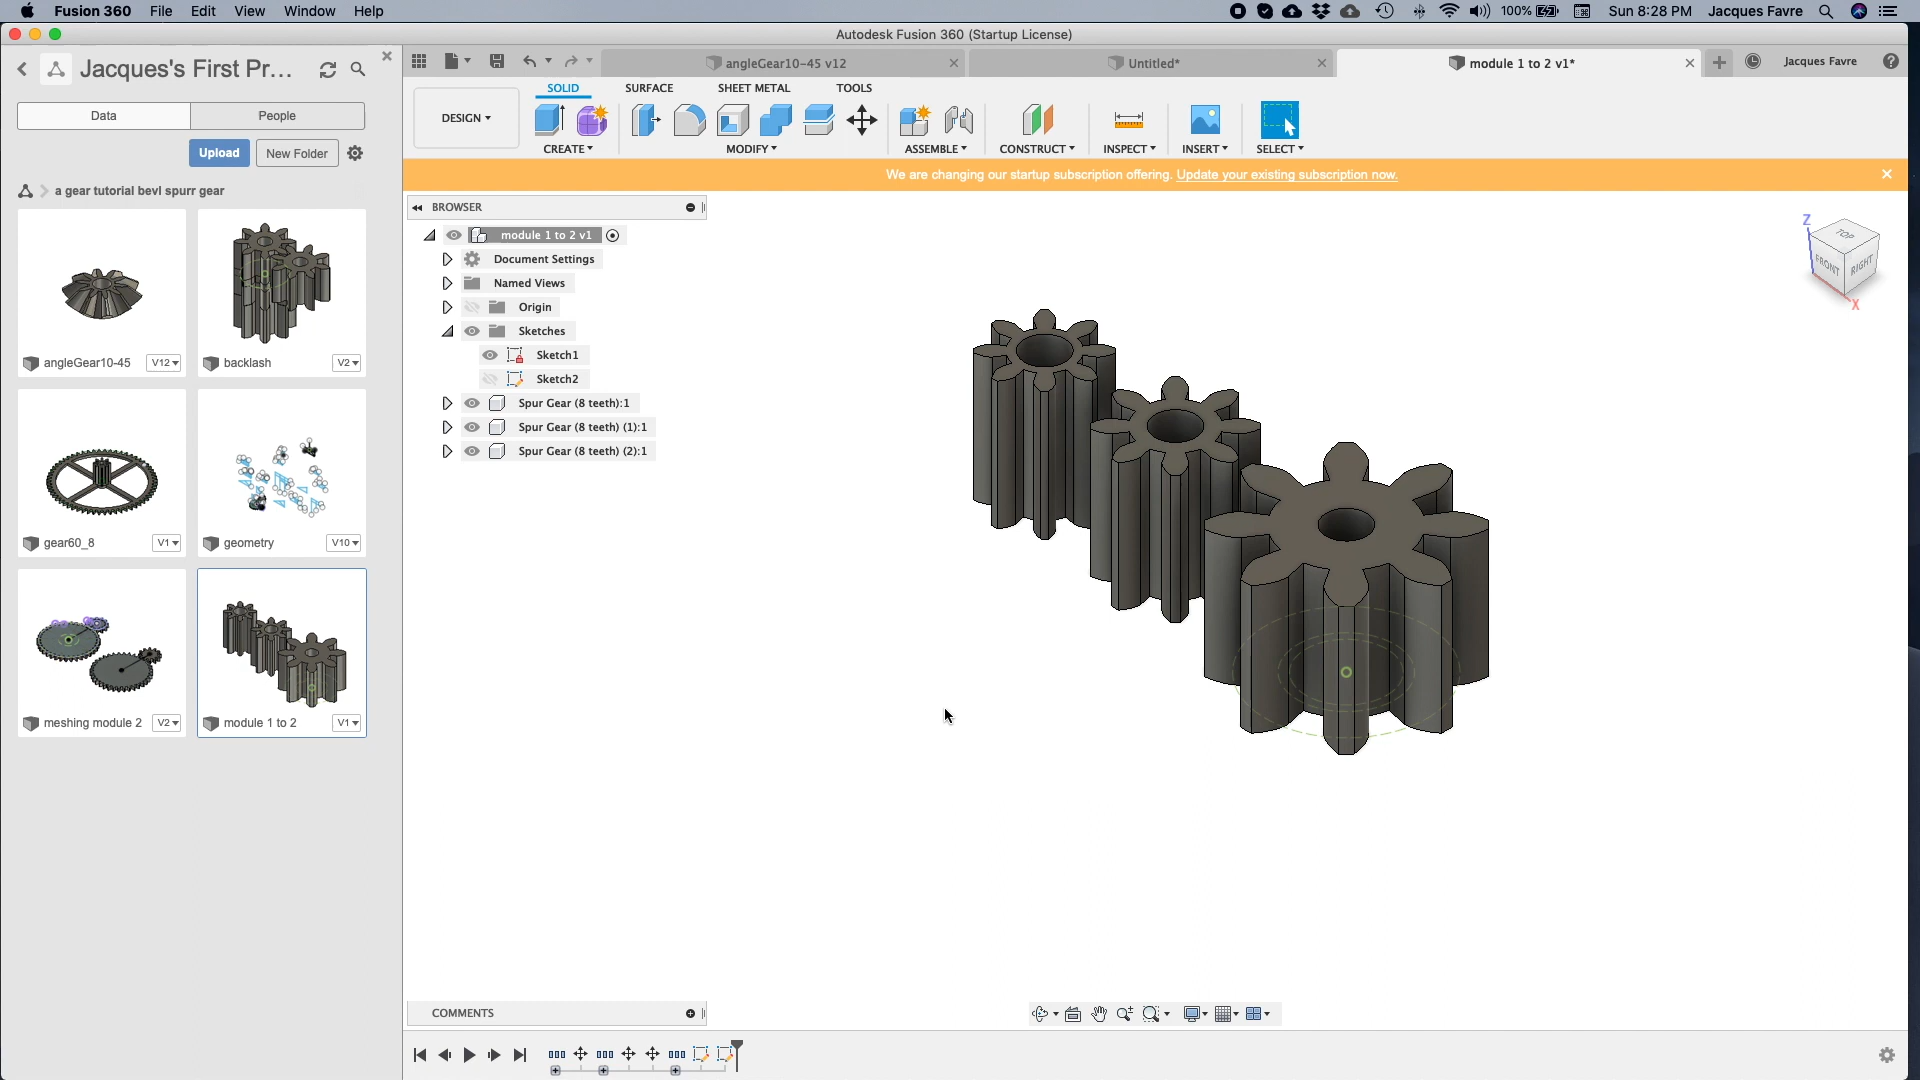 Fusion 360 File Edit View Window Help
100% Sun 8:28 PM Jacques Favre
Autodesk Fusion 360 (Startup License)
Jacques's First Pr...
Data People
Upload New Folder
a gear tutorial bevl spurr gear
angleGear10-45 V12
backlash V2
gear60_8 V1
geometry V10
meshing module 2 V2
module 1 to 2 V1
angleGear10-45 v12
Untitled*
module 1 to 2 v1*
Jacques Favre
SOLID SURFACE SHEET METAL TOOLS
DESIGN
CREATE MODIFY ASSEMBLE CONSTRUCT INSPECT INSERT SELECT
We are changing our startup subscription offering. Update your existing subscription now.
BROWSER
module 1 to 2 v1
Document Settings
Named Views
Origin
Sketches
Sketch1
Sketch2
Spur Gear (8 teeth):1
Spur Gear (8 teeth) (1):1
Spur Gear (8 teeth) (2):1
Z
TOP
FRONT RIGHT
X
COMMENTS